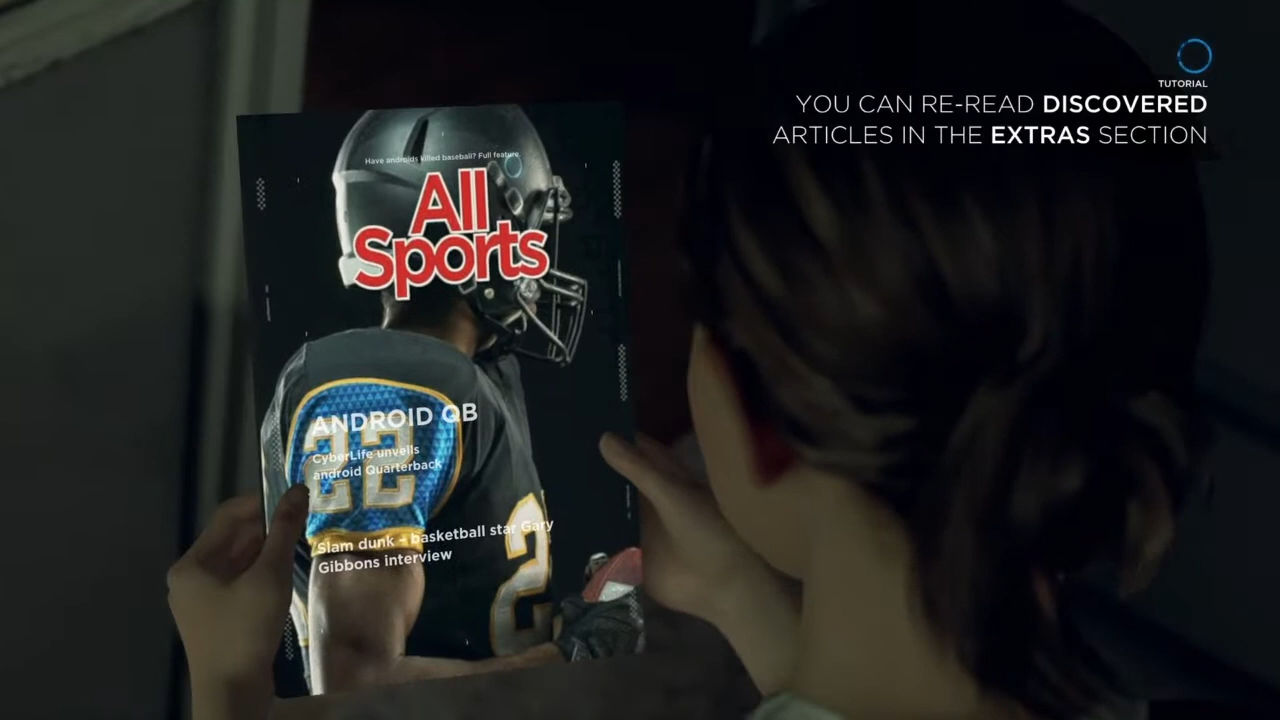 TUTORIAL
YOU CAN RE-READ DISCOVERED
ARTICLES IN THE EXTRAS SECTION
Have androids killed baseball? Full feature.
All
Sports
ANDROID QB
22
CyberLife unveils
android Quarterback
Slam dunk - basketball star Gary
Gibbons interview
2